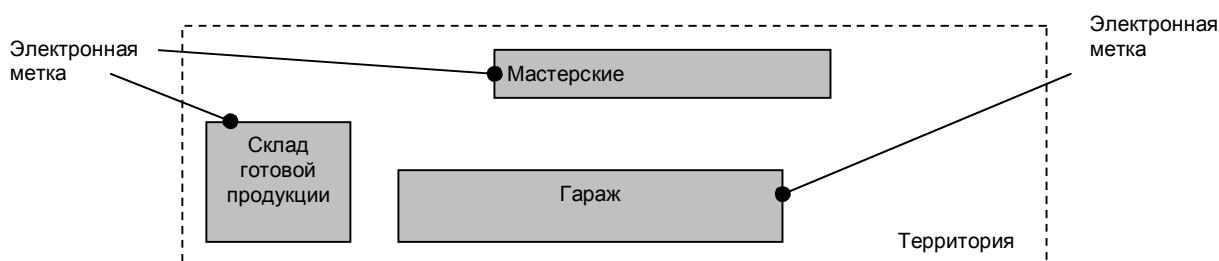 Электронная
метка
Электронная
метка
Мастерские
Склад
готовой
продукции
Гараж
Территория